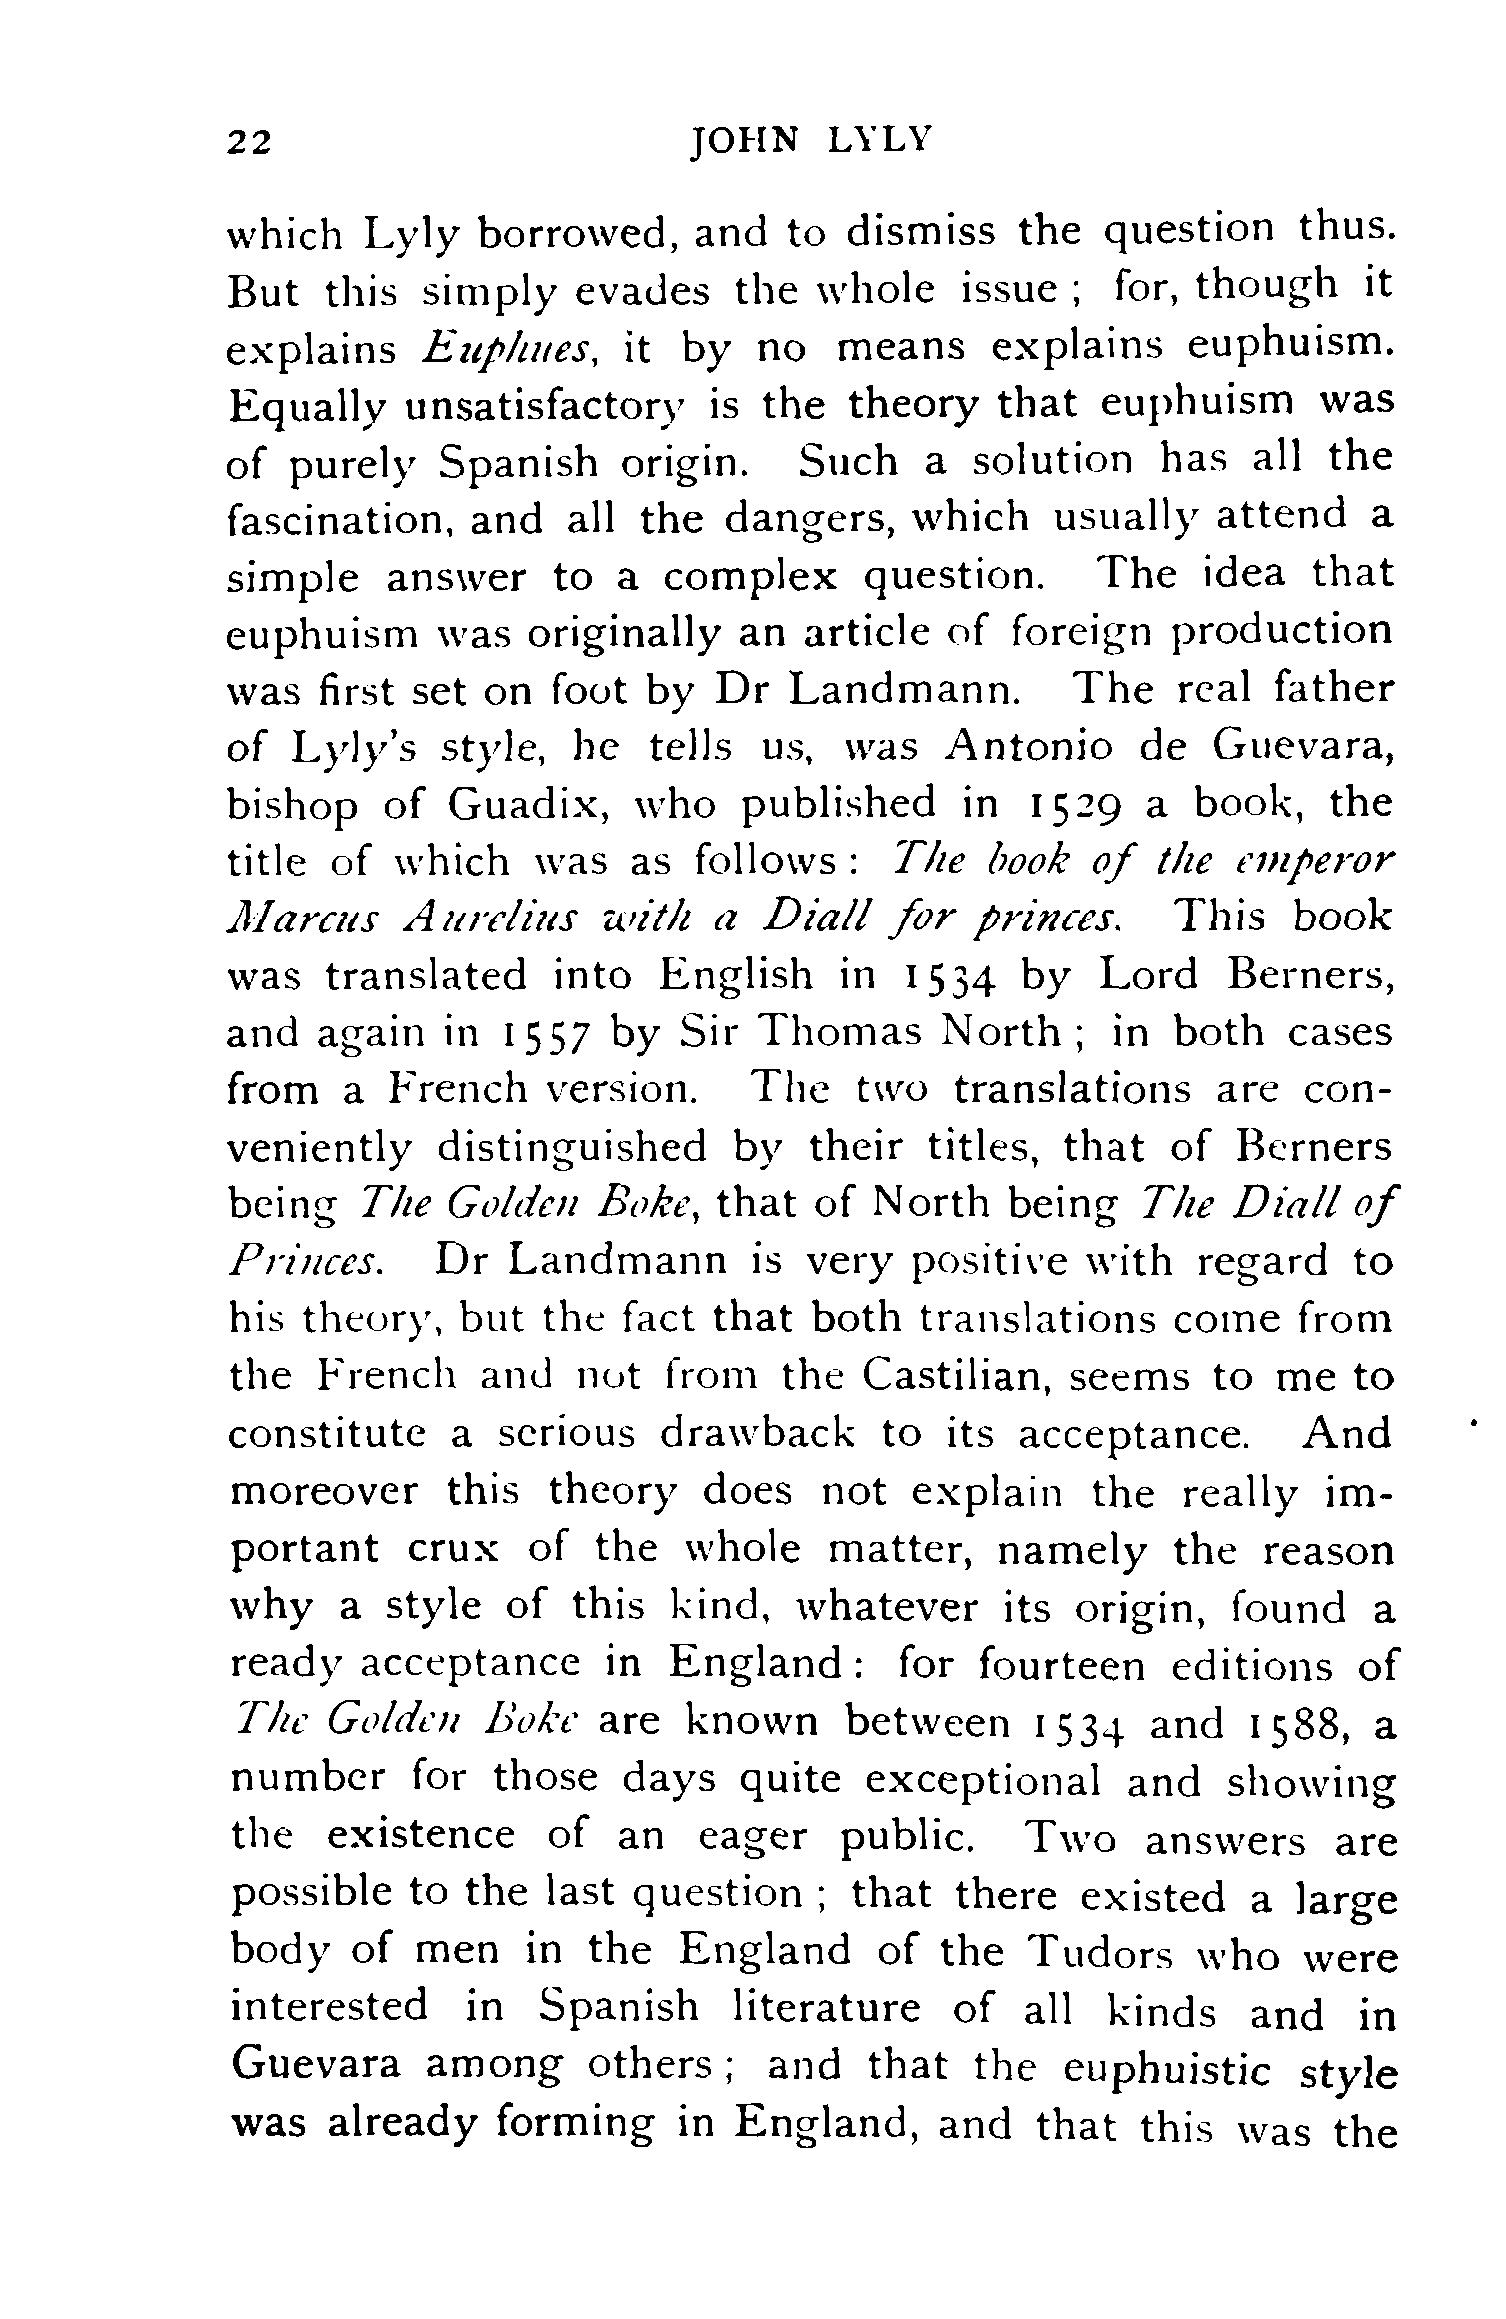 22 JOHN LYLY
which Lyly borrowed, and to dismiss the question thus.
But this simply evades the whole issue ; for, though it
explains Euphues, it by no means explains euphuism.
Equally unsatisfactory is the theory that euphuism was
of purely Spanish origin. Such a solution has all the
fascination, and all the dangers, which usually attend a
simple answer to a complex question. The idea that
euphuism was originally an article of foreign production
was first set on foot by Dr Landmann. The real father
of Lyly's style, he tells us, was Antonio de Guevara,
bishop of Guadix, who published in 1529 a book, the
title of which was as follows : The book of the emperor
Marcus Aurelius with a Diall for princes. This book
was translated into English in 1534 by Lord Berners,
and again in 1557 by Sir Thomas North ; in both cases
from a French version. The two translations are con-
veniently distinguished by their titles, that of Berners
being The Golden Boke, that of North being The Diall of
Princes. Dr Landmann is very positive with regard to
his theory, but the fact that both translations come from
the French and not from the Castilian, seems to me to
constitute a serious drawback to its acceptance. And
moreover this theory does not explain the really im-
portant crux of the whole matter, namely the reason
why a style of this kind, whatever its origin, found a
ready acceptance in England : for fourteen editions of
The Golden Boke are known between 1534 and 1588, a
number for those days quite exceptional and showing
the existence of an eager public. Two answers are
possible to the last question ; that there existed a large
body of men in the England of the Tudors who were
interested in Spanish literature of all kinds and in
Guevara among others ; and that the euphuistic style
was already forming in England, and that this was the